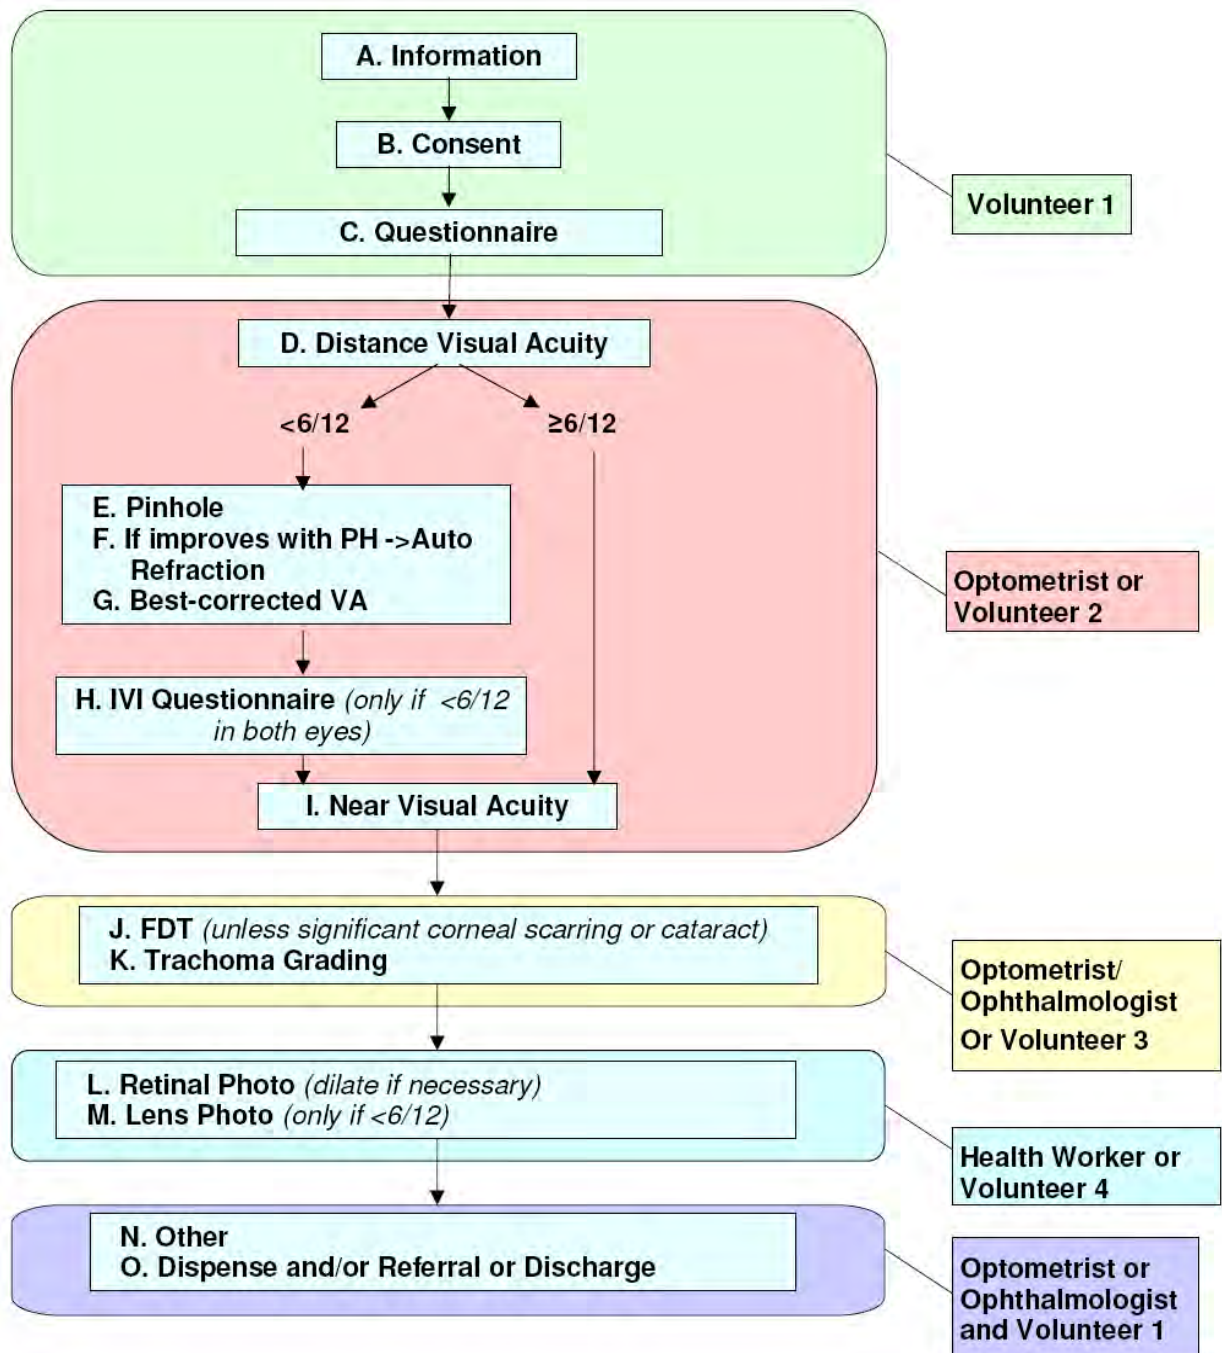 A. Information
B. Consent
C. Questionnaire
Volunteer 1
D. Distance Visual Acuity
<6/12
≥6/12
E. Pinhole
F. If improves with PH ->Auto
Refraction
G. Best-corrected VA
Optometrist or
Volunteer 2
H. IVI Questionnaire (only if <6/12
in both eyes)
I. Near Visual Acuity
J. FDT (unless significant corneal scarring or cataract)
K. Trachoma Grading
Optometrist/
Ophthalmologist
Or Volunteer 3
L. Retinal Photo (dilate if necessary)
M. Lens Photo (only if <6/12)
Health Worker or
Volunteer 4
N. Other
O. Dispense and/or Referral or Discharge
Optometrist or
Ophthalmologist
and Volunteer 1